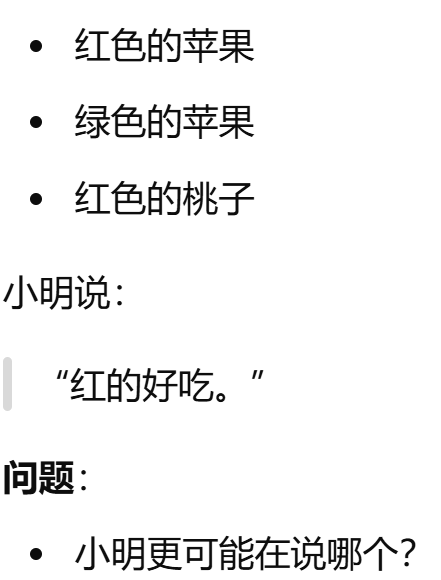 • 红色的苹果
• 绿色的苹果
• 红色的桃子
小明说：
“红的好吃。”
问题：
• 小明更可能在说哪个？